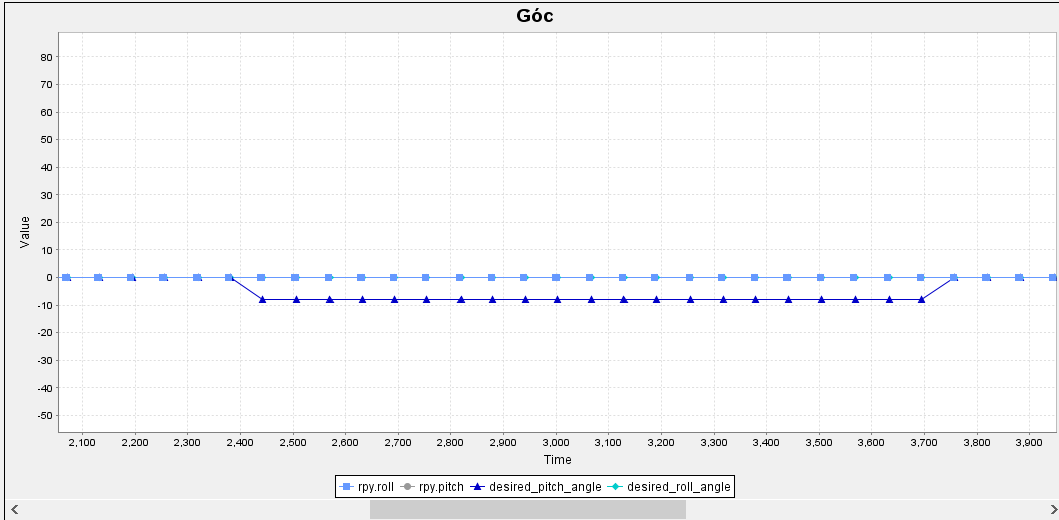 Góc
80
70
60
50
40
30
20
10
0
-10
-20
-30
-40
-50
Value
2,100 2,200 2,300 2,400 2,500 2,600 2,700 2,800 2,900 3,000 3,100 3,200 3,300 3,400 3,500 3,600 3,700 3,800 3,900
Time
rpy.roll rpy.pitch desired_pitch_angle desired_roll_angle